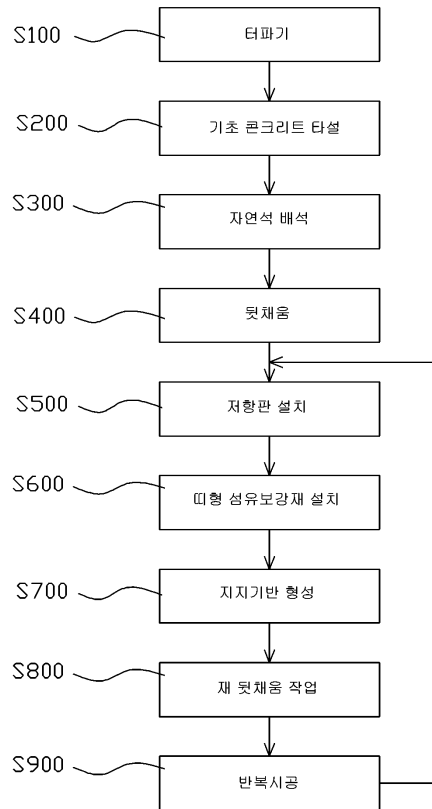 S100 터파기
S200 기초 콘크리트 타설
S300 자연석 배석
S400 뒷채움
S500 저항판 설치
S600 띠형 섬유보강재 설치
S700 지지기반 형성
S800 재 뒷채움 작업
S900 반복시공